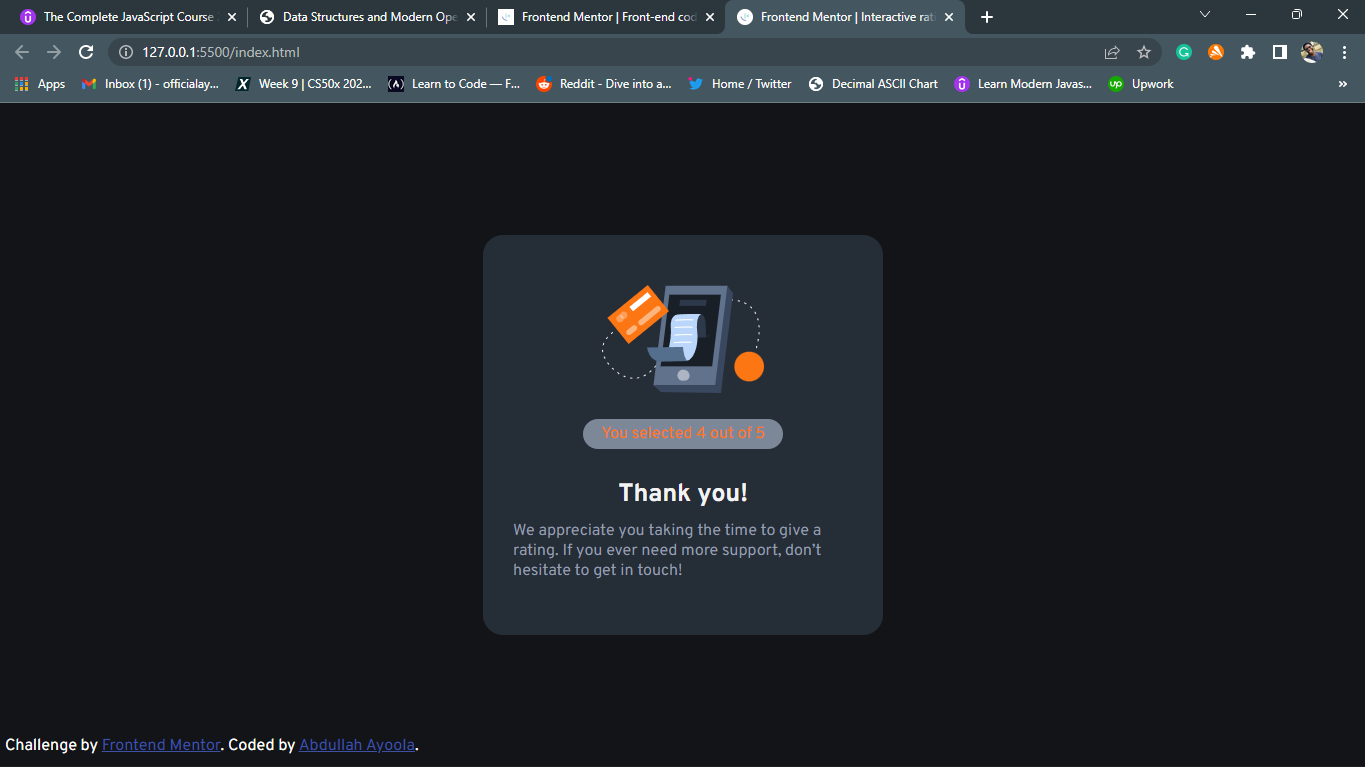 The Complete JavaScript Course
Data Structures and Modern Ope
Frontend Mentor | Front-end cod
Frontend Mentor | Interactive rati
127.0.0.1:5500/index.html
Apps
Inbox (1) - officialay...
Week 9 | CS50x 202...
Learn to Code — F...
Reddit - Dive into a...
Home / Twitter
Decimal ASCII Chart
Learn Modern Javas...
up
Upwork
»
You selected 4 out of 5
Thank you!
We appreciate you taking the time to give a
rating. If you ever need more support, don’t
hesitate to get in touch!
Challenge by Frontend Mentor. Coded by Abdullah Ayoola.